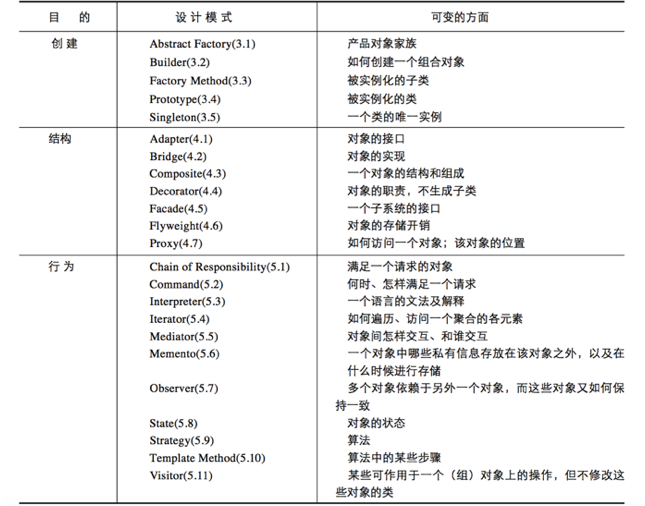 目 的 设计模式 可变的方面
创建 Abstract Factory(3.1) 产品对象家族
Builder(3.2) 如何创建一个组合对象
Factory Method(3.3) 被实例化的子类
Prototype(3.4) 被实例化的类
Singleton(3.5) 一个类的唯一实例
结构 Adapter(4.1) 对象的接口
Bridge(4.2) 对象的实现
Composite(4.3) 一个对象的结构和组成
Decorator(4.4) 对象的职责，不生成子类
Facade(4.5) 一个子系统的接口
Flyweight(4.6) 对象的存储开销
Proxy(4.7) 如何访问一个对象；该对象的位置
行为 Chain of Responsibility(5.1) 满足一个请求的对象
Command(5.2) 何时、怎样满足一个请求
Interpreter(5.3) 一个语言的文法及解释
Iterator(5.4) 如何遍历、访问一个聚合的各元素
Mediator(5.5) 对象间怎样交互、和谁交互
Memento(5.6) 一个对象中哪些私有信息存放在该对象之外，以及在
什么时候进行存储
Observer(5.7) 多个对象依赖于另外一个对象，而这些对象又如何保
持一致
State(5.8) 对象的状态
Strategy(5.9) 算法
Template Method(5.10) 算法中的某些步骤
Visitor(5.11) 某些可作用于一个（组）对象上的操作，但不修改这
些对象的类